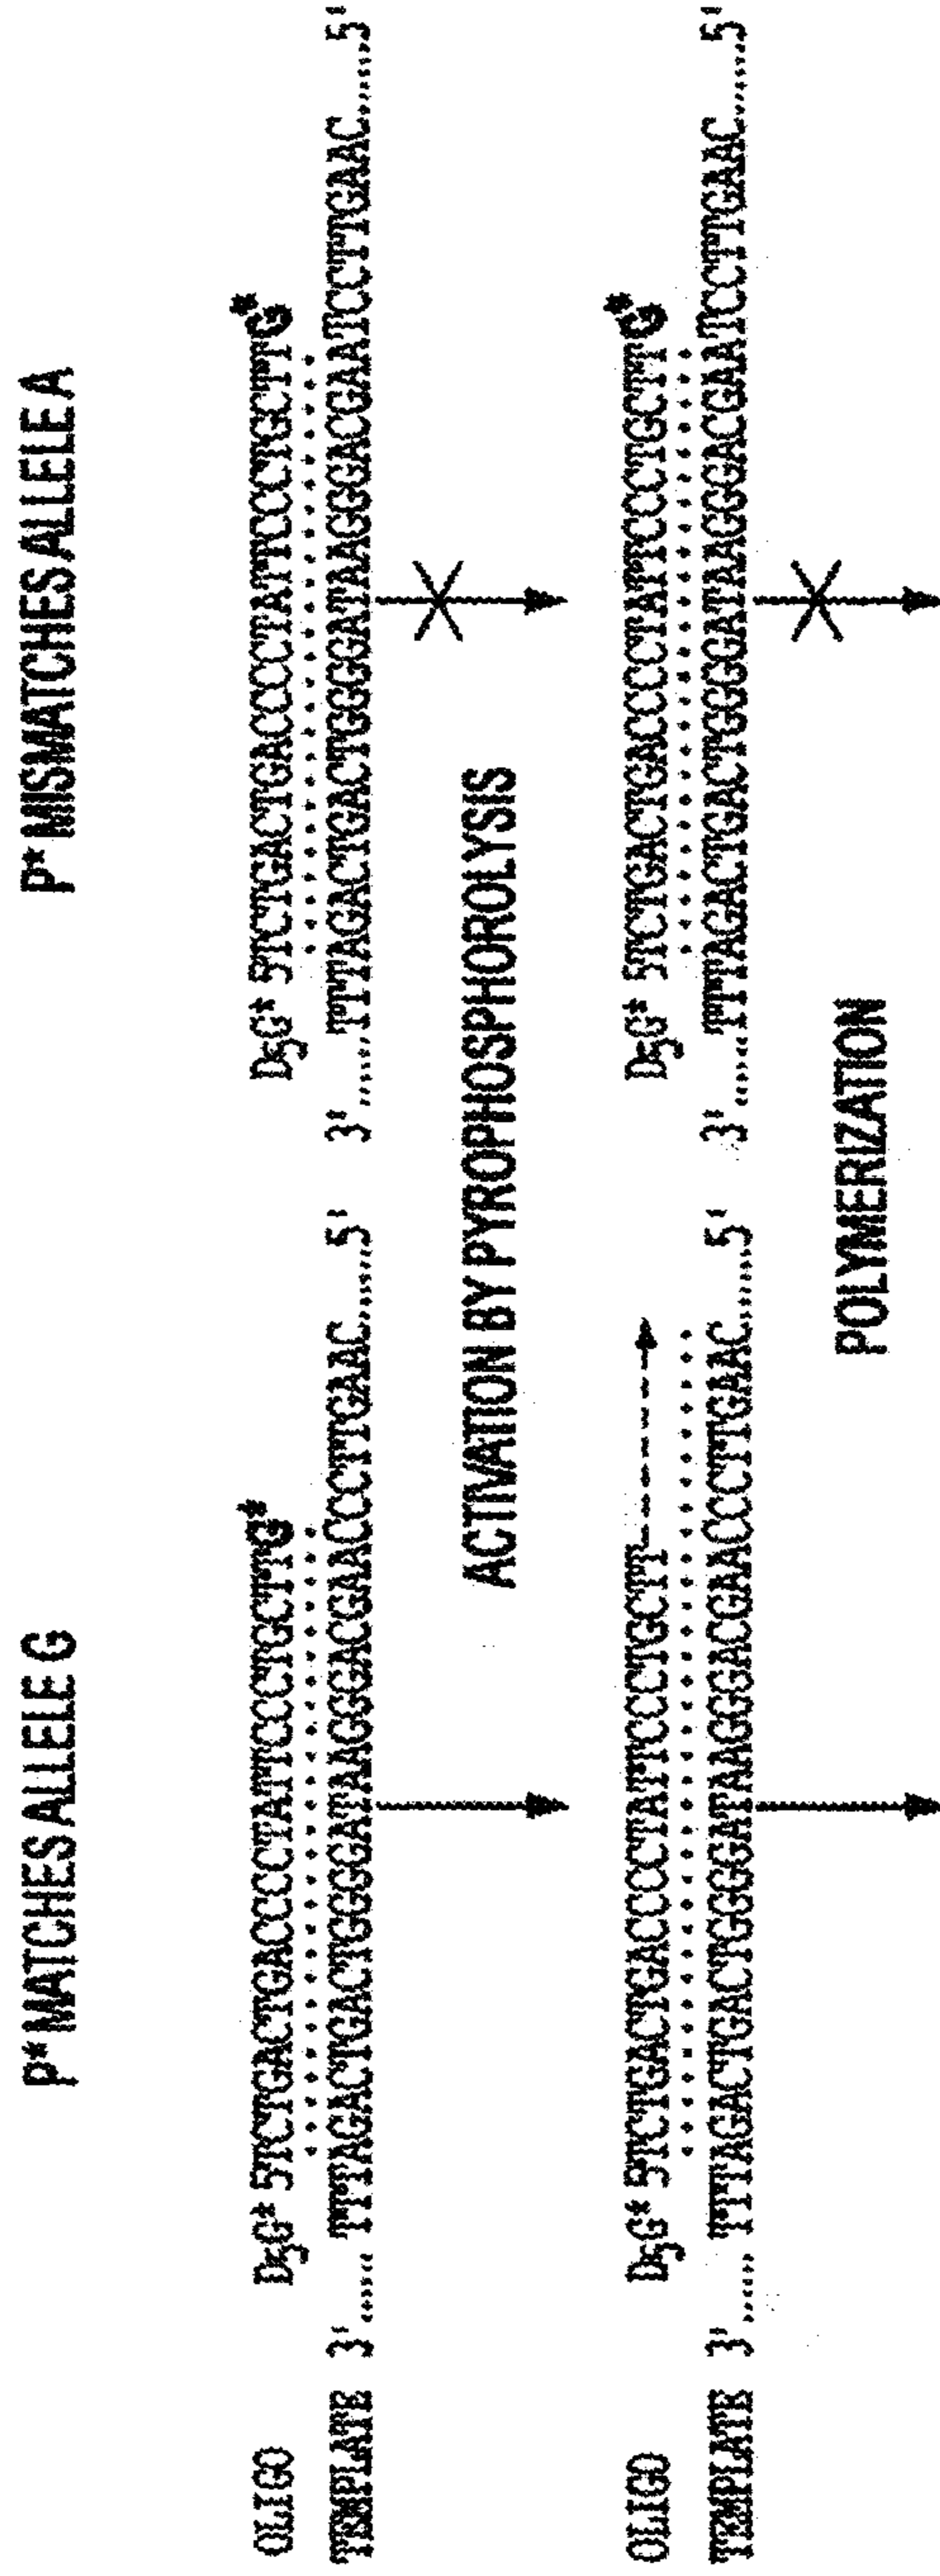 P* MATCHES ALLELE G P* MISMATCHES ALLELE A
OLIGO D5G* 5'TCTGACTGACCCCTATTCCCTGCTTG* D5G* 5'TCTGACTGACCCCTATTCCCTGCTTG*
TEMPLATE 3'......TTTAGACTGACTGGGGATAAGGGACGAACCCTTGAAC......5' 3'......TTTAGACTGACTGGGGATAAGGGACGAATCCTTGAAC......5'
ACTIVATION BY PYROPHOSPHOROLYSIS
OLIGO D5G* 5'TCTGACTGACCCCTATTCCCTGCTT D5G* 5'TCTGACTGACCCCTATTCCCTGCTTG*
TEMPLATE 3'......TTTAGACTGACTGGGGATAAGGGACGAACCCTTGAAC......5' 3'......TTTAGACTGACTGGGGATAAGGGACGAATCCTTGAAC......5'
POLYMERIZATION